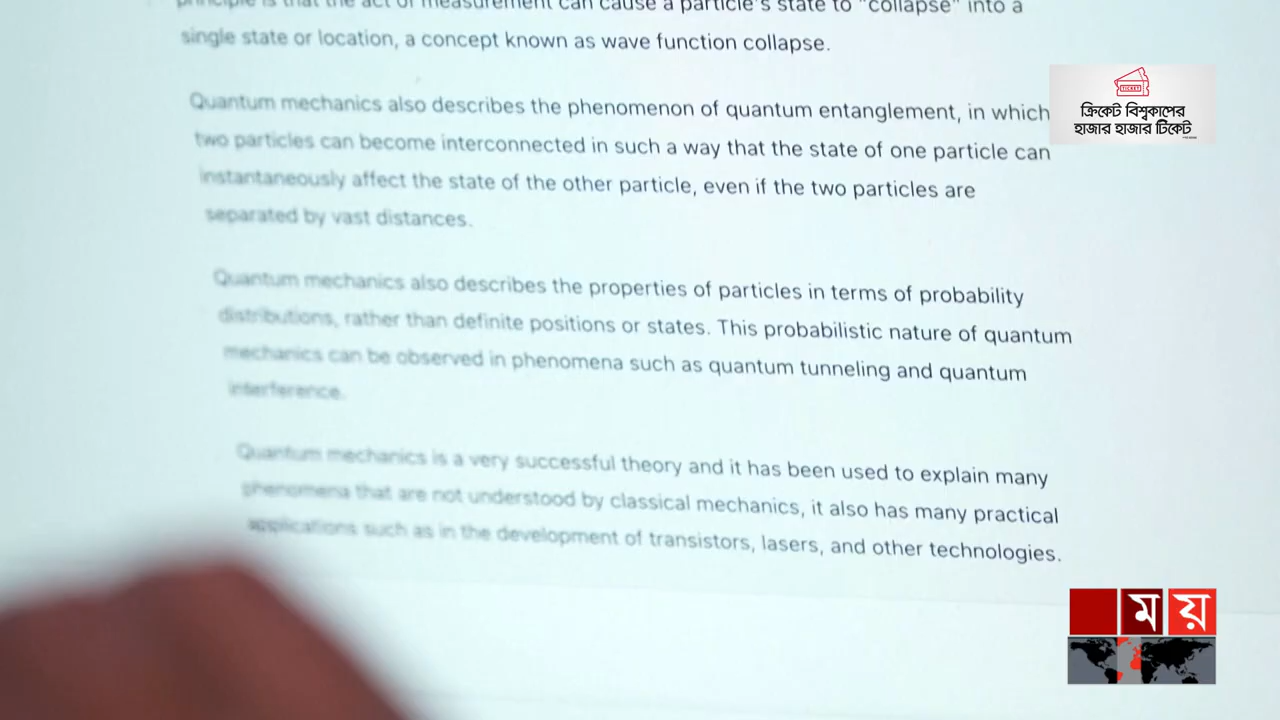 principle is that the act of measurement can cause a particle's state to "collapse" into a
single state or location, a concept known as wave function collapse.
Quantum mechanics also describes the phenomenon of quantum entanglement, in which
two particles can become interconnected in such a way that the state of one particle can
instantaneously affect the state of the other particle, even if the two particles are
separated by vast distances.
Quantum mechanics also describes the properties of particles in terms of probability
distributions, rather than definite positions or states. This probabilistic nature of quantum
mechanics can be observed in phenomena such as quantum tunneling and quantum
interference.
Quantum mechanics is a very successful theory and it has been used to explain many
phenomena that are not understood by classical mechanics, it also has many practical
applications such as in the development of transistors, lasers, and other technologies.
TICKET
ক্রিকেট বিশ্বকাপের
হাজার হাজার টিকেট
ময়